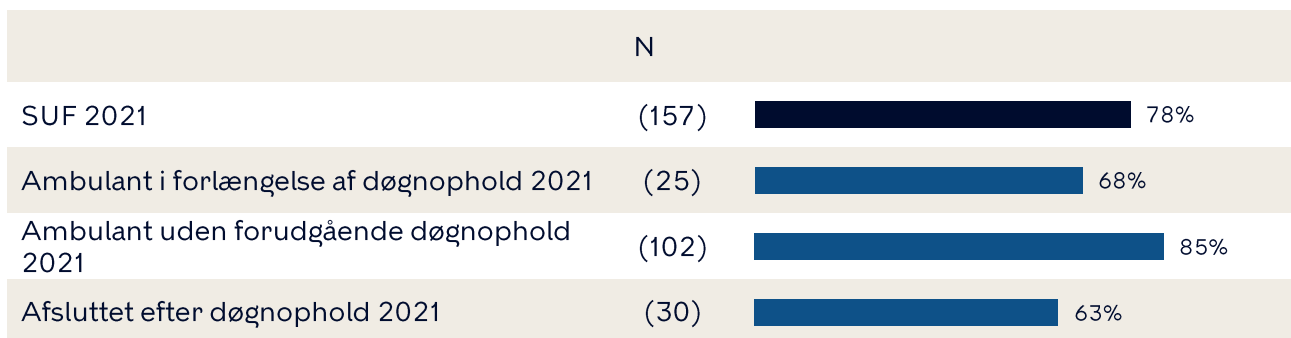 N
SUF 2021 (157) 78%
Ambulant i forlængelse af døgnophold 2021 (25) 68%
Ambulant uden forudgående døgnophold
2021 (102) 85%
Afsluttet efter døgnophold 2021 (30) 63%